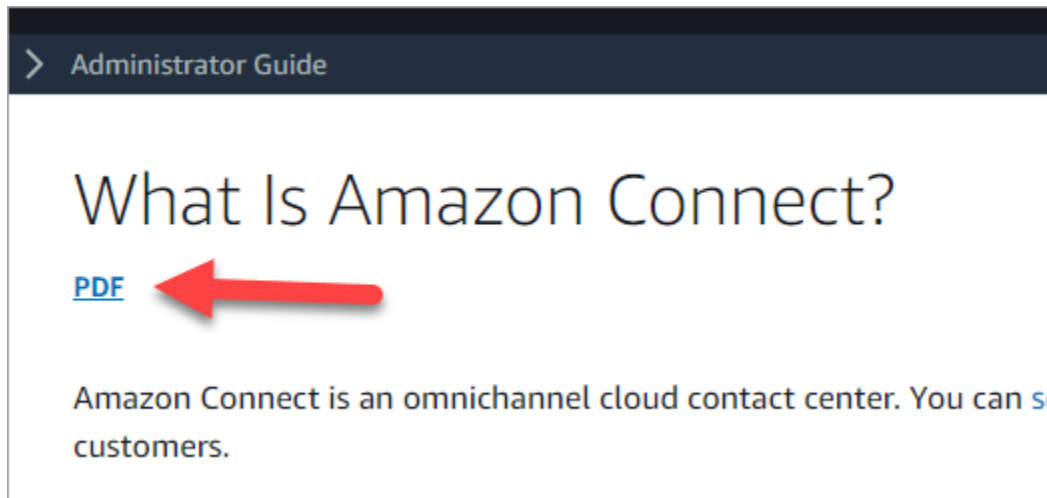 Administrator Guide
What Is Amazon Connect?
PDF
Amazon Connect is an omnichannel cloud contact center. You can
customers.